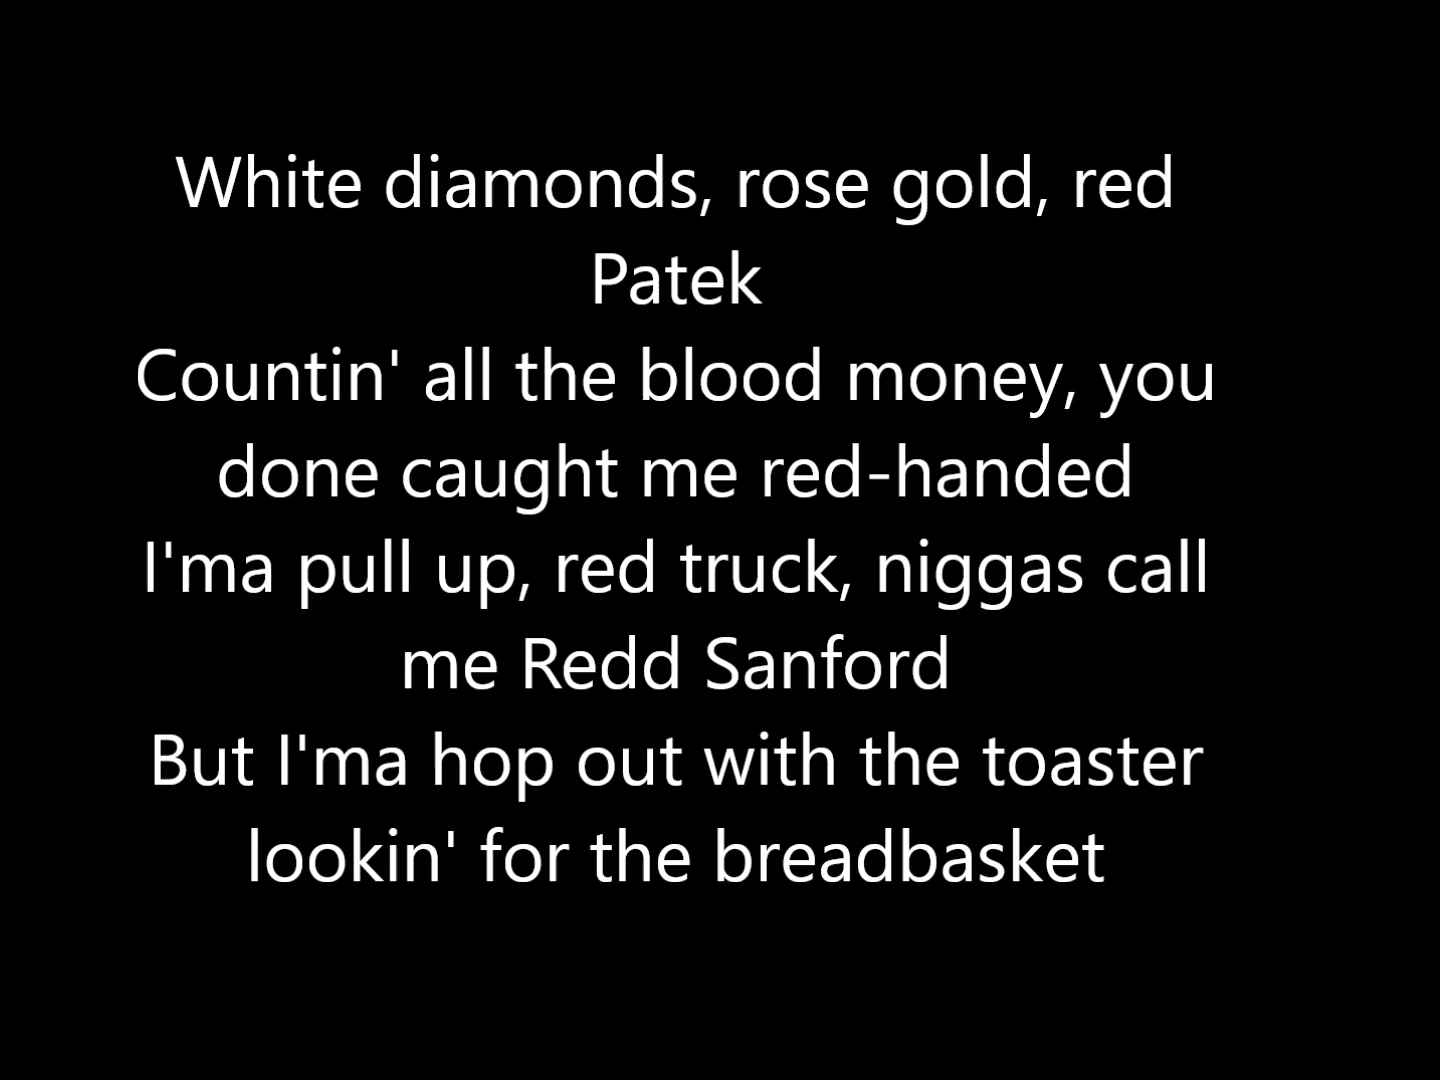 White diamonds, rose gold, red
Patek
Countin' all the blood money, you
done caught me red-handed
I'ma pull up, red truck, niggas call
me Redd Sanford
But I'ma hop out with the toaster
lookin' for the breadbasket